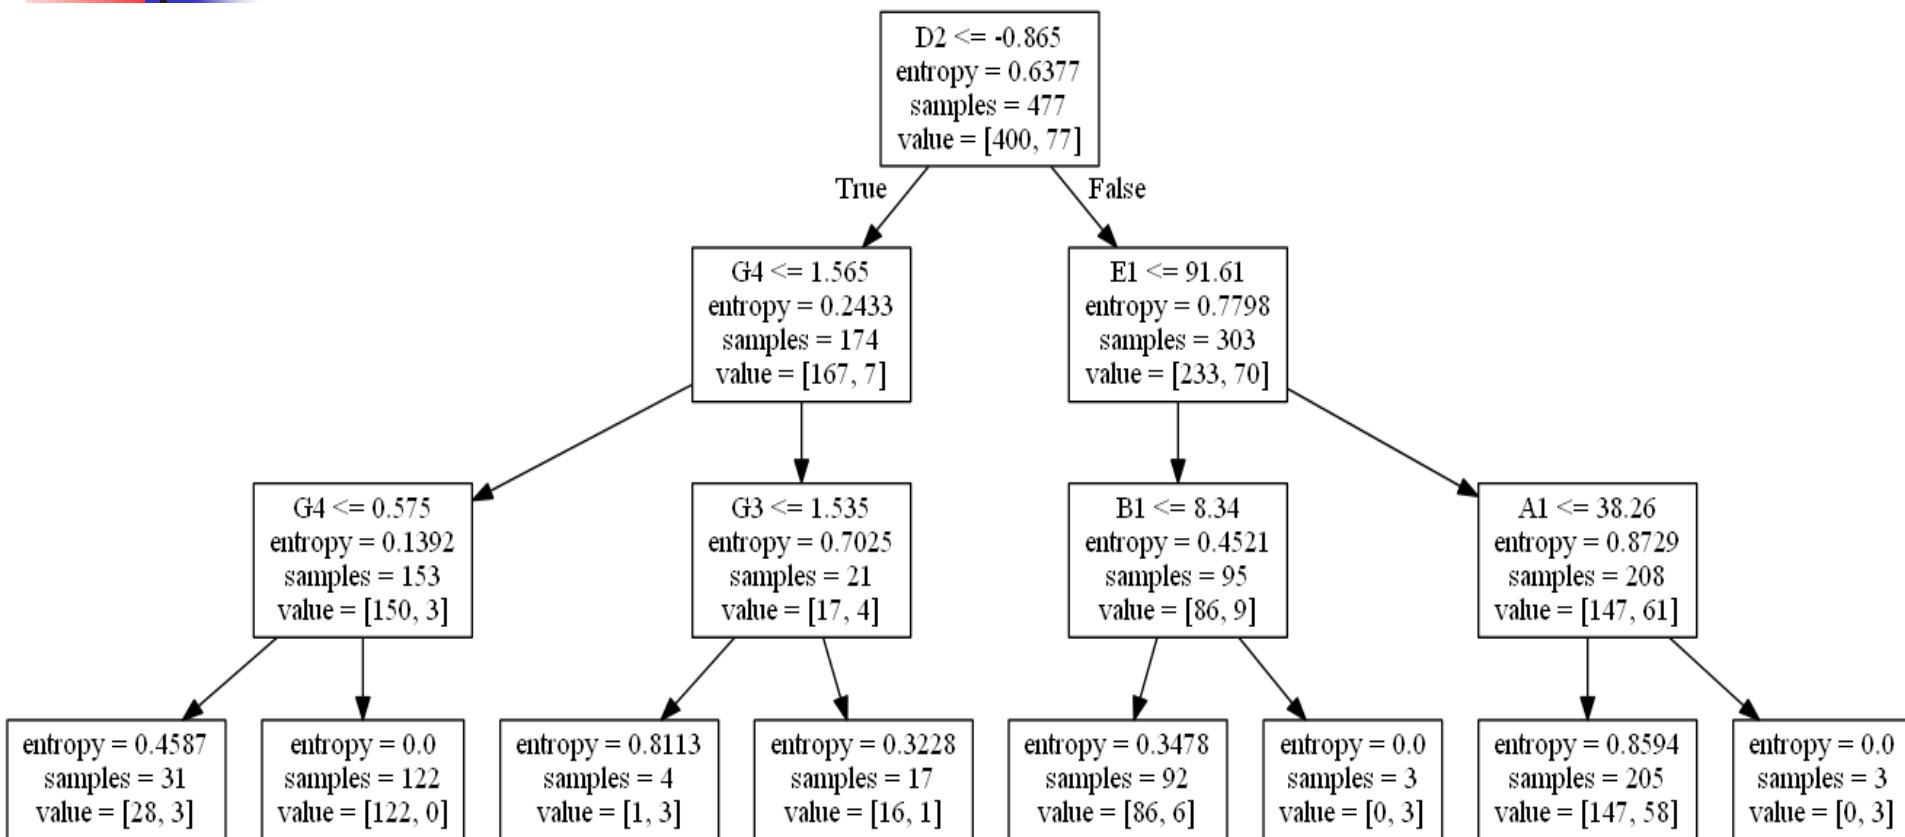 D2 <= -0.865
entropy = 0.6377
samples = 477
value = [400, 77]
True
False
G4 <= 1.565
entropy = 0.2433
samples = 174
value = [167, 7]
E1 <= 91.61
entropy = 0.7798
samples = 303
value = [233, 70]
G4 <= 0.575
entropy = 0.1392
samples = 153
value = [150, 3]
G3 <= 1.535
entropy = 0.7025
samples = 21
value = [17, 4]
B1 <= 8.34
entropy = 0.4521
samples = 95
value = [86, 9]
A1 <= 38.26
entropy = 0.8729
samples = 208
value = [147, 61]
entropy = 0.4587
samples = 31
value = [28, 3]
entropy = 0.0
samples = 122
value = [122, 0]
entropy = 0.8113
samples = 4
value = [1, 3]
entropy = 0.3228
samples = 17
value = [16, 1]
entropy = 0.3478
samples = 92
value = [86, 6]
entropy = 0.0
samples = 3
value = [0, 3]
entropy = 0.8594
samples = 205
value = [147, 58]
entropy = 0.0
samples = 3
value = [0, 3]